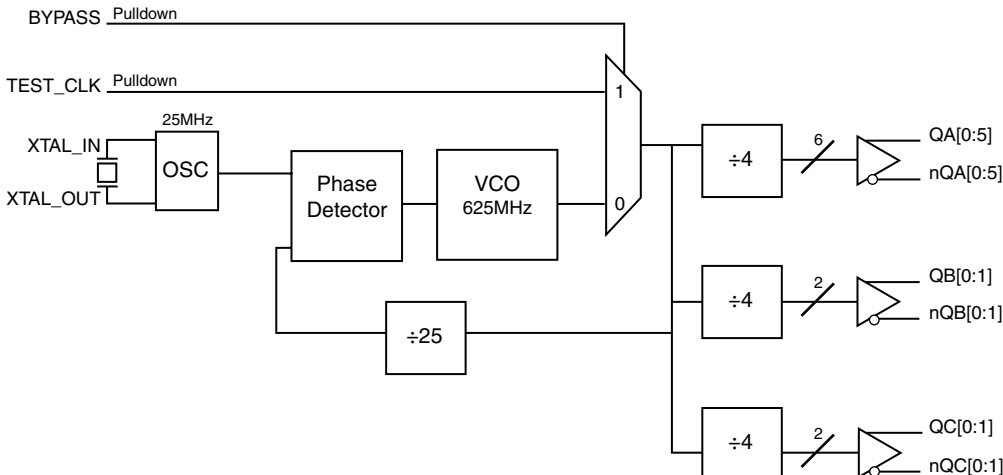 BYPASS Pulldown
TEST_CLK Pulldown
1
25MHz
XTAL_IN
OSC
XTAL_OUT
Phase
Detector
VCO
625MHz
0
÷4
6
QA[0:5]
nQA[0:5]
÷4
2
QB[0:1]
nQB[0:1]
÷25
÷4
2
QC[0:1]
nQC[0:1]